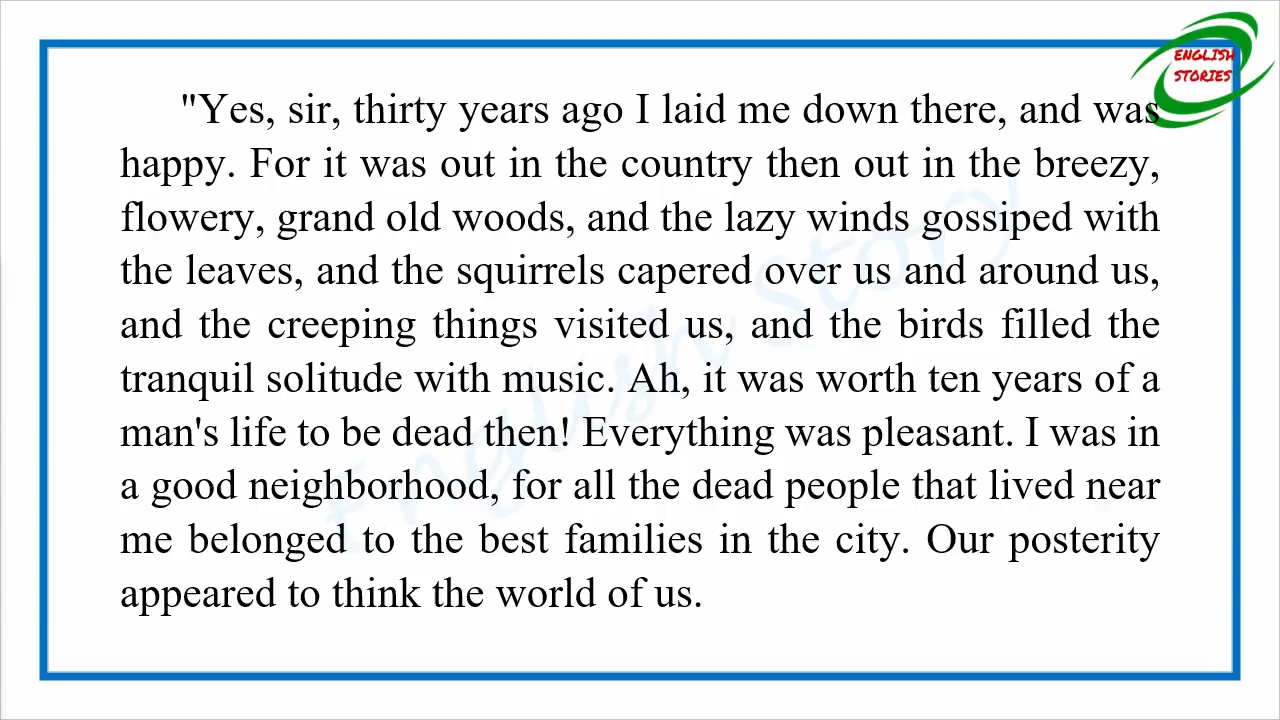 ENGLISH
STORIES
"Yes, sir, thirty years ago I laid me down there, and was
happy. For it was out in the country then out in the breezy,
flowery, grand old woods, and the lazy winds gossiped with
the leaves, and the squirrels capered over us and around us,
and the creeping things visited us, and the birds filled the
tranquil solitude with music. Ah, it was worth ten years of a
man's life to be dead then! Everything was pleasant. I was in
a good neighborhood, for all the dead people that lived near
me belonged to the best families in the city. Our posterity
appeared to think the world of us.
English Story